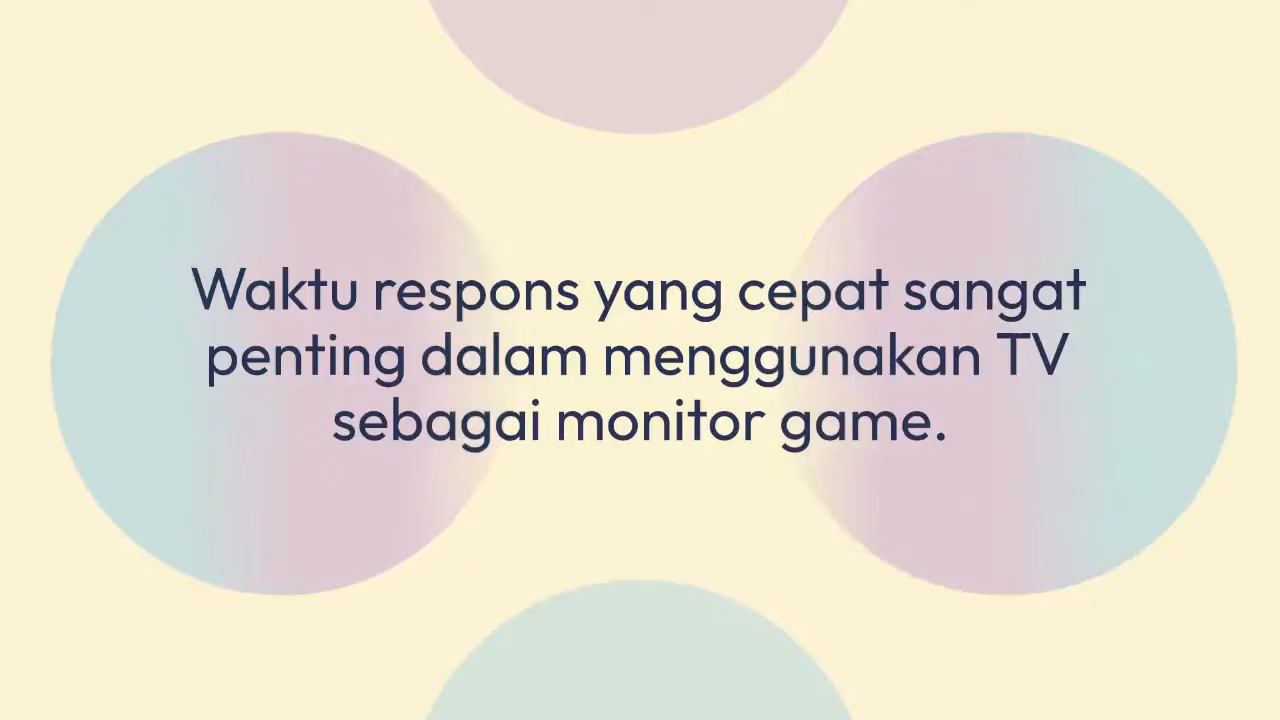 Waktu respons yang cepat sangat
penting dalam menggunakan TV
sebagai monitor game.